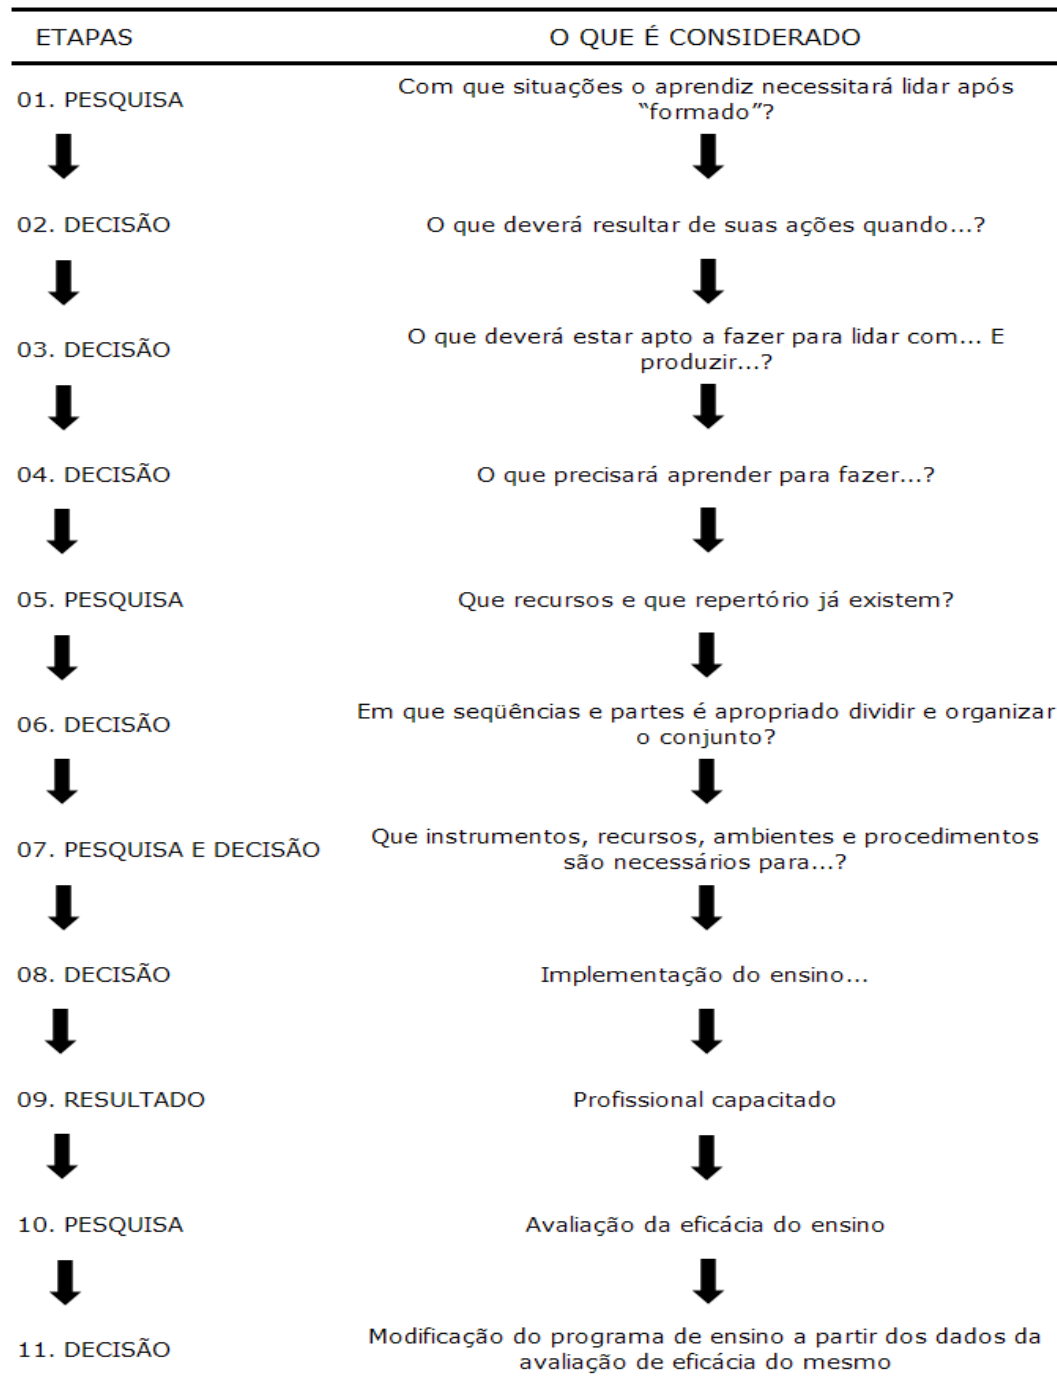 ETAPAS O QUE É CONSIDERADO
01. PESQUISA
Com que situações o aprendiz necessitará lidar após
“formado”?
02. DECISÃO
O que deverá resultar de suas ações quando...?
03. DECISÃO
O que deverá estar apto a fazer para lidar com... E
produzir...?
04. DECISÃO
O que precisará aprender para fazer...?
05. PESQUISA
Que recursos e que repertório já existem?
06. DECISÃO
Em que seqüências e partes é apropriado dividir e organizar
o conjunto?
07. PESQUISA E DECISÃO
Que instrumentos, recursos, ambientes e procedimentos
são necessários para...?
08. DECISÃO
Implementação do ensino...
09. RESULTADO
Profissional capacitado
10. PESQUISA
Avaliação da eficácia do ensino
11. DECISÃO
Modificação do programa de ensino a partir dos dados da
avaliação de eficácia do mesmo